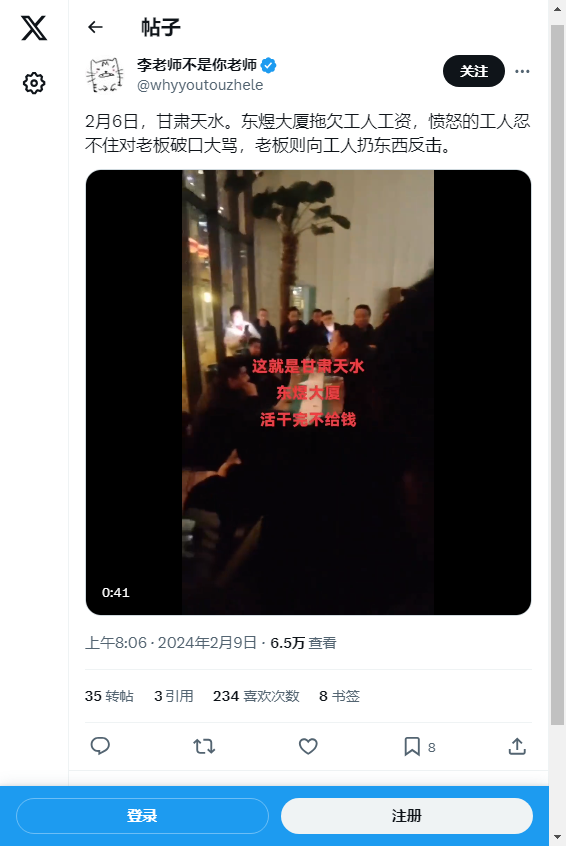 帖子
李老师不是你老师
@whyyoutouzhele
关注
2月6日，甘肃天水。东煜大厦拖欠工人工资，愤怒的工人忍
不住对老板破口大骂，老板则向工人扔东西反击。
这就是甘肃天水
东煜大厦
活干完不给钱
0:41
上午8:06 · 2024年2月9日 · 6.5万 查看
35 转帖 3 引用 234 喜欢次数 8 书签
8
登录
注册